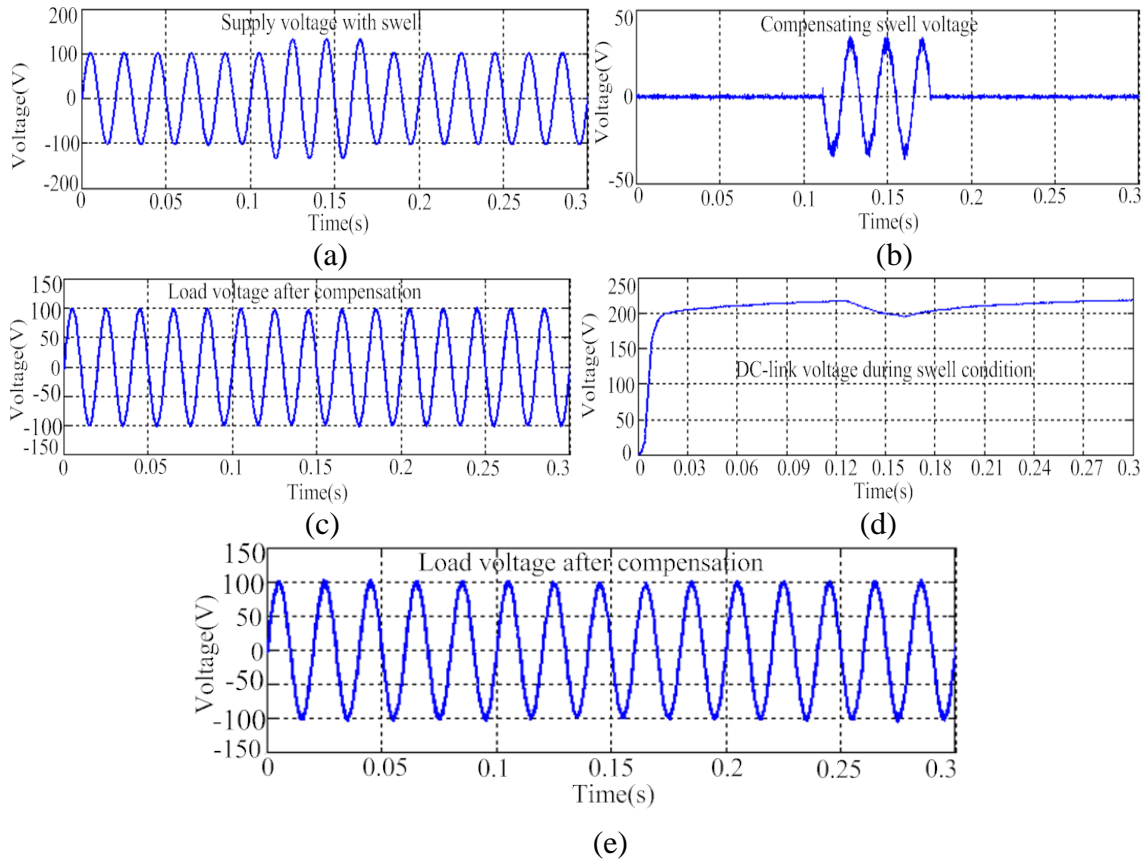 200
100
0
-100
-200
Voltage(V)
Supply voltage with swell
0 0.05 0.1 0.15 0.2 0.25 0.3
Time(s)
(a)
50
0
-50
Voltage(V)
Compensating swell voltage
0 0.05 0.1 0.15 0.2 0.25 0.3
Time(s)
(b)
150
100
50
0
-50
-100
-150
Voltage(V)
Load voltage after compensation
0 0.05 0.1 0.15 0.2 0.25 0.3
Time(s)
(c)
250
200
150
100
50
0
Voltage(V)
DC-link voltage during swell condition
0 0.03 0.06 0.09 0.12 0.15 0.18 0.21 0.24 0.27 0.3
Time(s)
(d)
150
100
50
0
-50
-100
-150
Voltage(V)
Load voltage after compensation
0 0.05 0.1 0.15 0.2 0.25 0.3
Time(s)
(e)